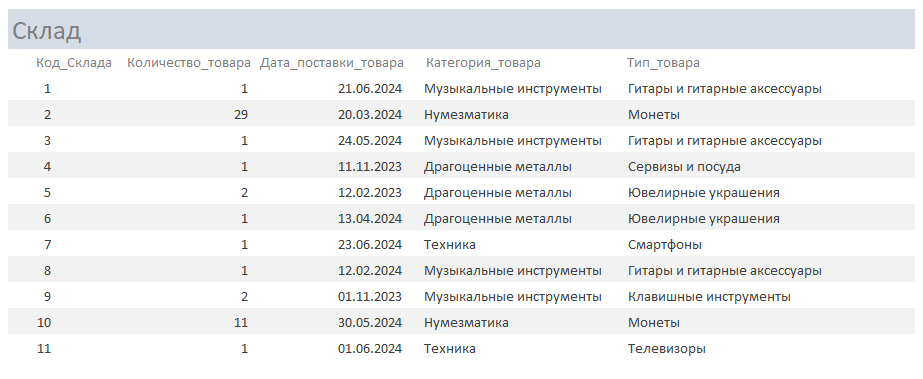 Склад
Код_Склада Количество_товара Дата_поставки_товара Категория_товара Тип_товара
1 1 21.06.2024 Музыкальные инструменты Гитары и гитарные аксессуары
2 29 20.03.2024 Нумезматика Монеты
3 1 24.05.2024 Музыкальные инструменты Гитары и гитарные аксессуары
4 1 11.11.2023 Драгоценные металлы Сервизы и посуда
5 2 12.02.2023 Драгоценные металлы Ювелирные украшения
6 1 13.04.2024 Драгоценные металлы Ювелирные украшения
7 1 23.06.2024 Техника Смартфоны
8 1 12.02.2024 Музыкальные инструменты Гитары и гитарные аксессуары
9 2 01.11.2023 Музыкальные инструменты Клавишные инструменты
10 11 30.05.2024 Нумезматика Монеты
11 1 01.06.2024 Техника Телевизоры